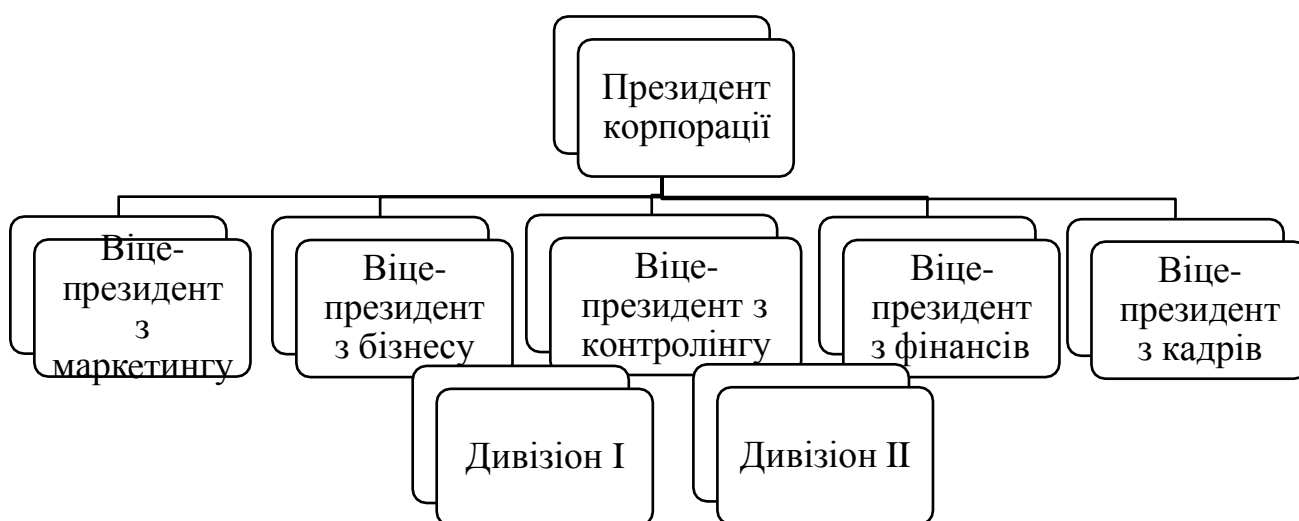 Президент
корпорації
Віце-
президент
з
маркетингу
Віце-
президент
з бізнесу
Віце-
президент з
контролінгу
Віце-
президент
з фінансів
Віце-
президент
з кадрів
Дивізіон I
Дивізіон II